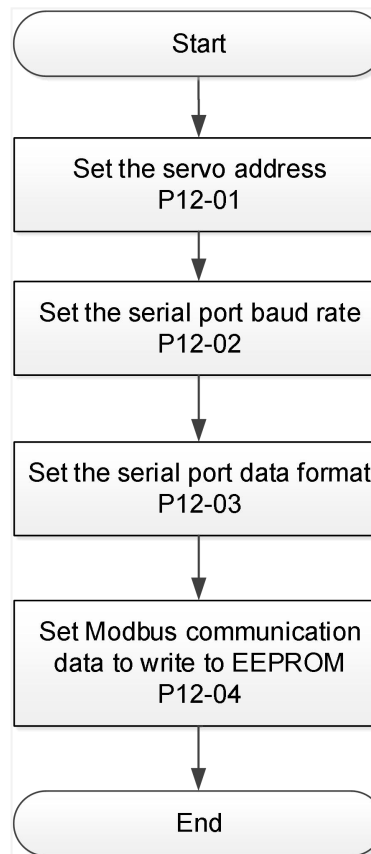 Start
Set the servo address
P12-01
Set the serial port baud rate
P12-02
Set the serial port data format
P12-03
Set Modbus communication
data to write to EEPROM
P12-04
End